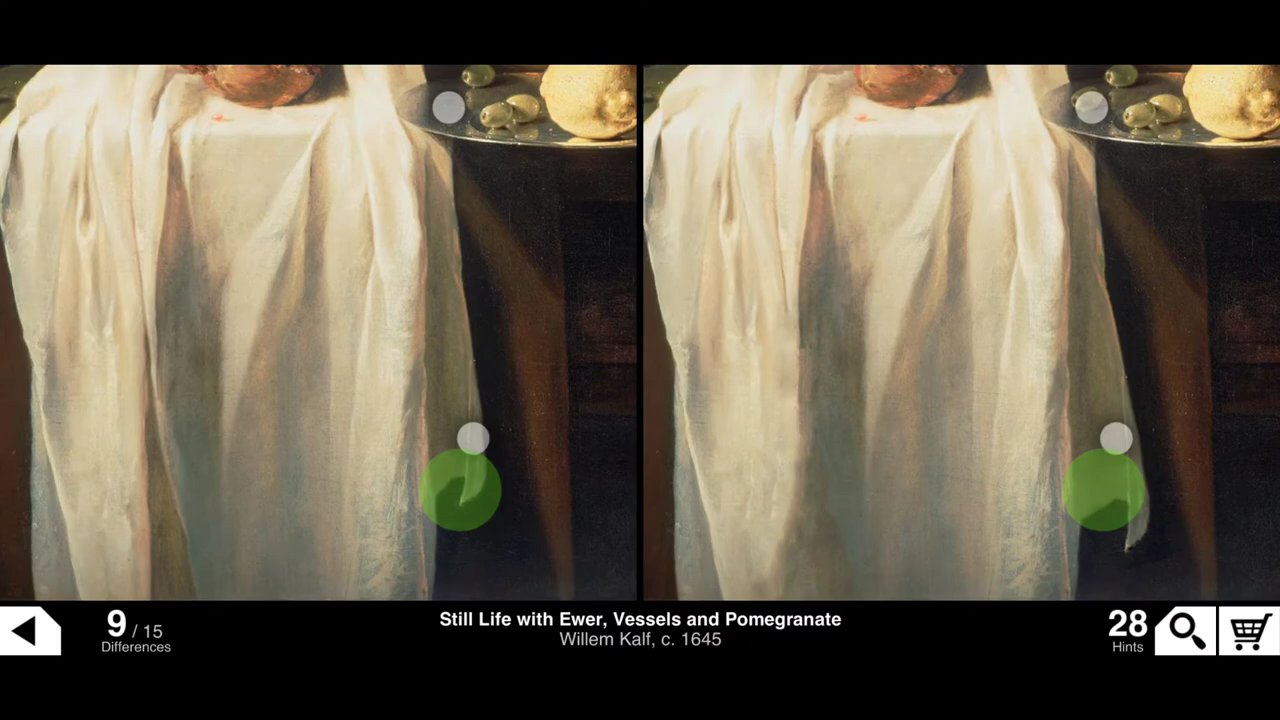 9 / 15
Differences
Still Life with Ewer, Vessels and Pomegranate
Willem Kalf, c. 1645
28
Hints